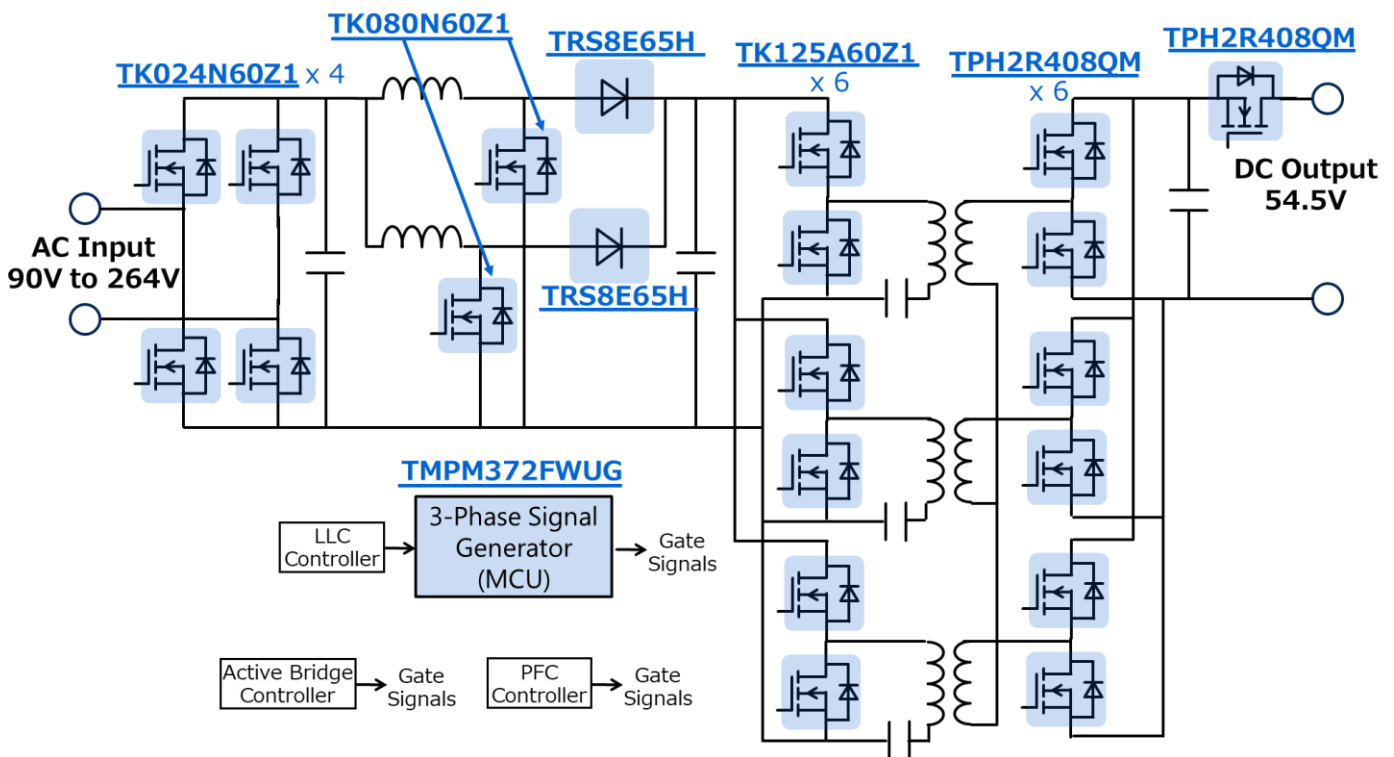 TK080N60Z1
TRS8E65H
TK024N60Z1 x 4
TK125A60Z1
x 6
TPH2R408QM
x 6
TPH2R408QM
AC Input
90V to 264V
DC Output
54.5V
TRS8E65H
TMPM372FWUG
LLC
Controller
3-Phase Signal
Generator
(MCU)
Gate
Signals
Active Bridge
Controller
Gate
Signals
PFC
Controller
Gate
Signals